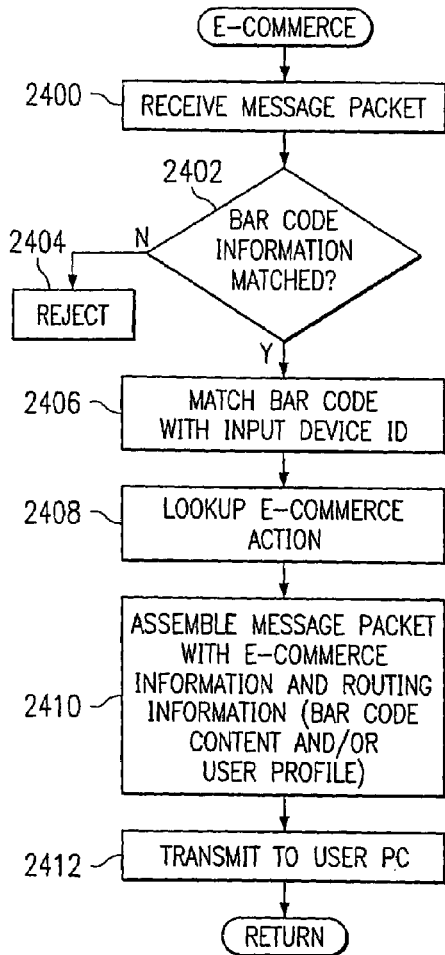 E-COMMERCE
2400
RECEIVE MESSAGE PACKET
2402
BAR CODE
INFORMATION
MATCHED?
N
2404
REJECT
Y
2406
MATCH BAR CODE
WITH INPUT DEVICE ID
2408
LOOKUP E-COMMERCE
ACTION
2410
ASSEMBLE MESSAGE PACKET
WITH E-COMMERCE
INFORMATION AND ROUTING
INFORMATION (BAR CODE
CONTENT AND/OR
USER PROFILE)
2412
TRANSMIT TO USER PC
RETURN